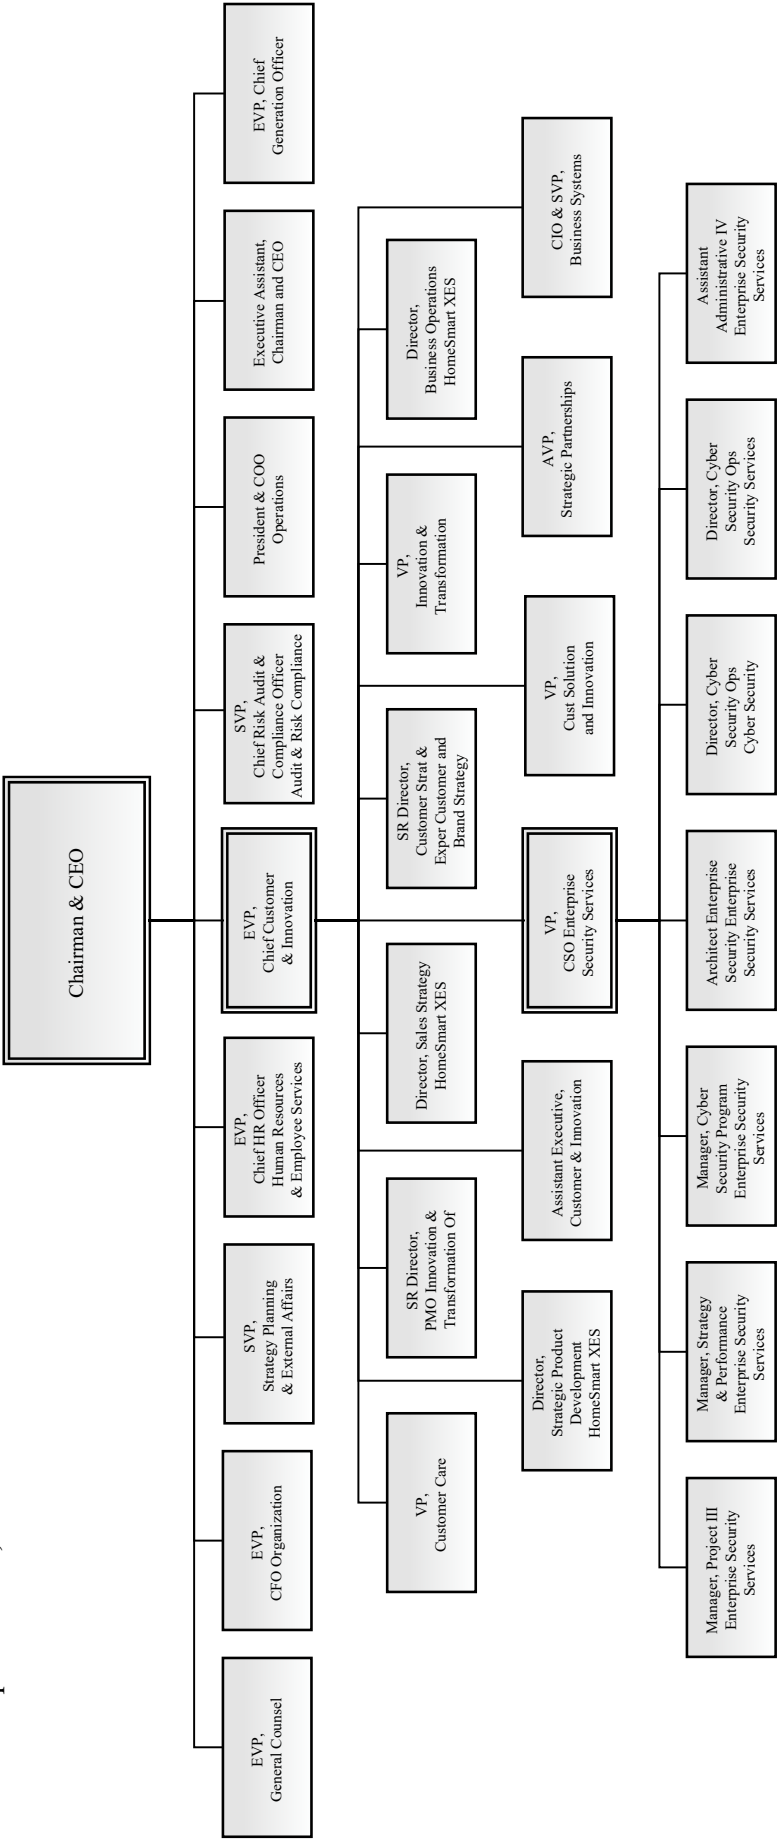 Chairman & CEO
EVP,
General Counsel
EVP,
CFO Organization
SVP,
Strategy Planning
& External Affairs
EVP,
Chief HR Officer
Human Resources
& Employee Services
EVP,
Chief Customer
& Innovation
SVP,
Chief Risk Audit &
Compliance Officer
Audit & Risk Compliance
President & COO
Operations
Executive Assistant,
Chairman and CEO
EVP, Chief
Generation Officer
VP,
Customer Care
SR Director,
PMO Innovation &
Transformation Of
Director, Sales Strategy
HomeSmart XES
SR Director,
Customer Strat &
Exper Customer and
Brand Strategy
VP,
Innovation &
Transformation
Director,
Business Operations
HomeSmart XES
Director,
Strategic Product
Development
HomeSmart XES
Assistant Executive,
Customer & Innovation
VP,
CSO Enterprise
Security Services
VP,
Cust Solution
and Innovation
AVP,
Strategic Partnerships
CIO & SVP,
Business Systems
Manager, Project III
Enterprise Security
Services
Manager, Strategy
& Performance
Enterprise Security
Services
Manager, Cyber
Security Program
Enterprise Security
Services
Architect Enterprise
Security Enterprise
Security Services
Director, Cyber
Security Ops
Cyber Security
Director, Cyber
Security Ops
Security Services
Assistant
Administrative IV
Enterprise Security
Services